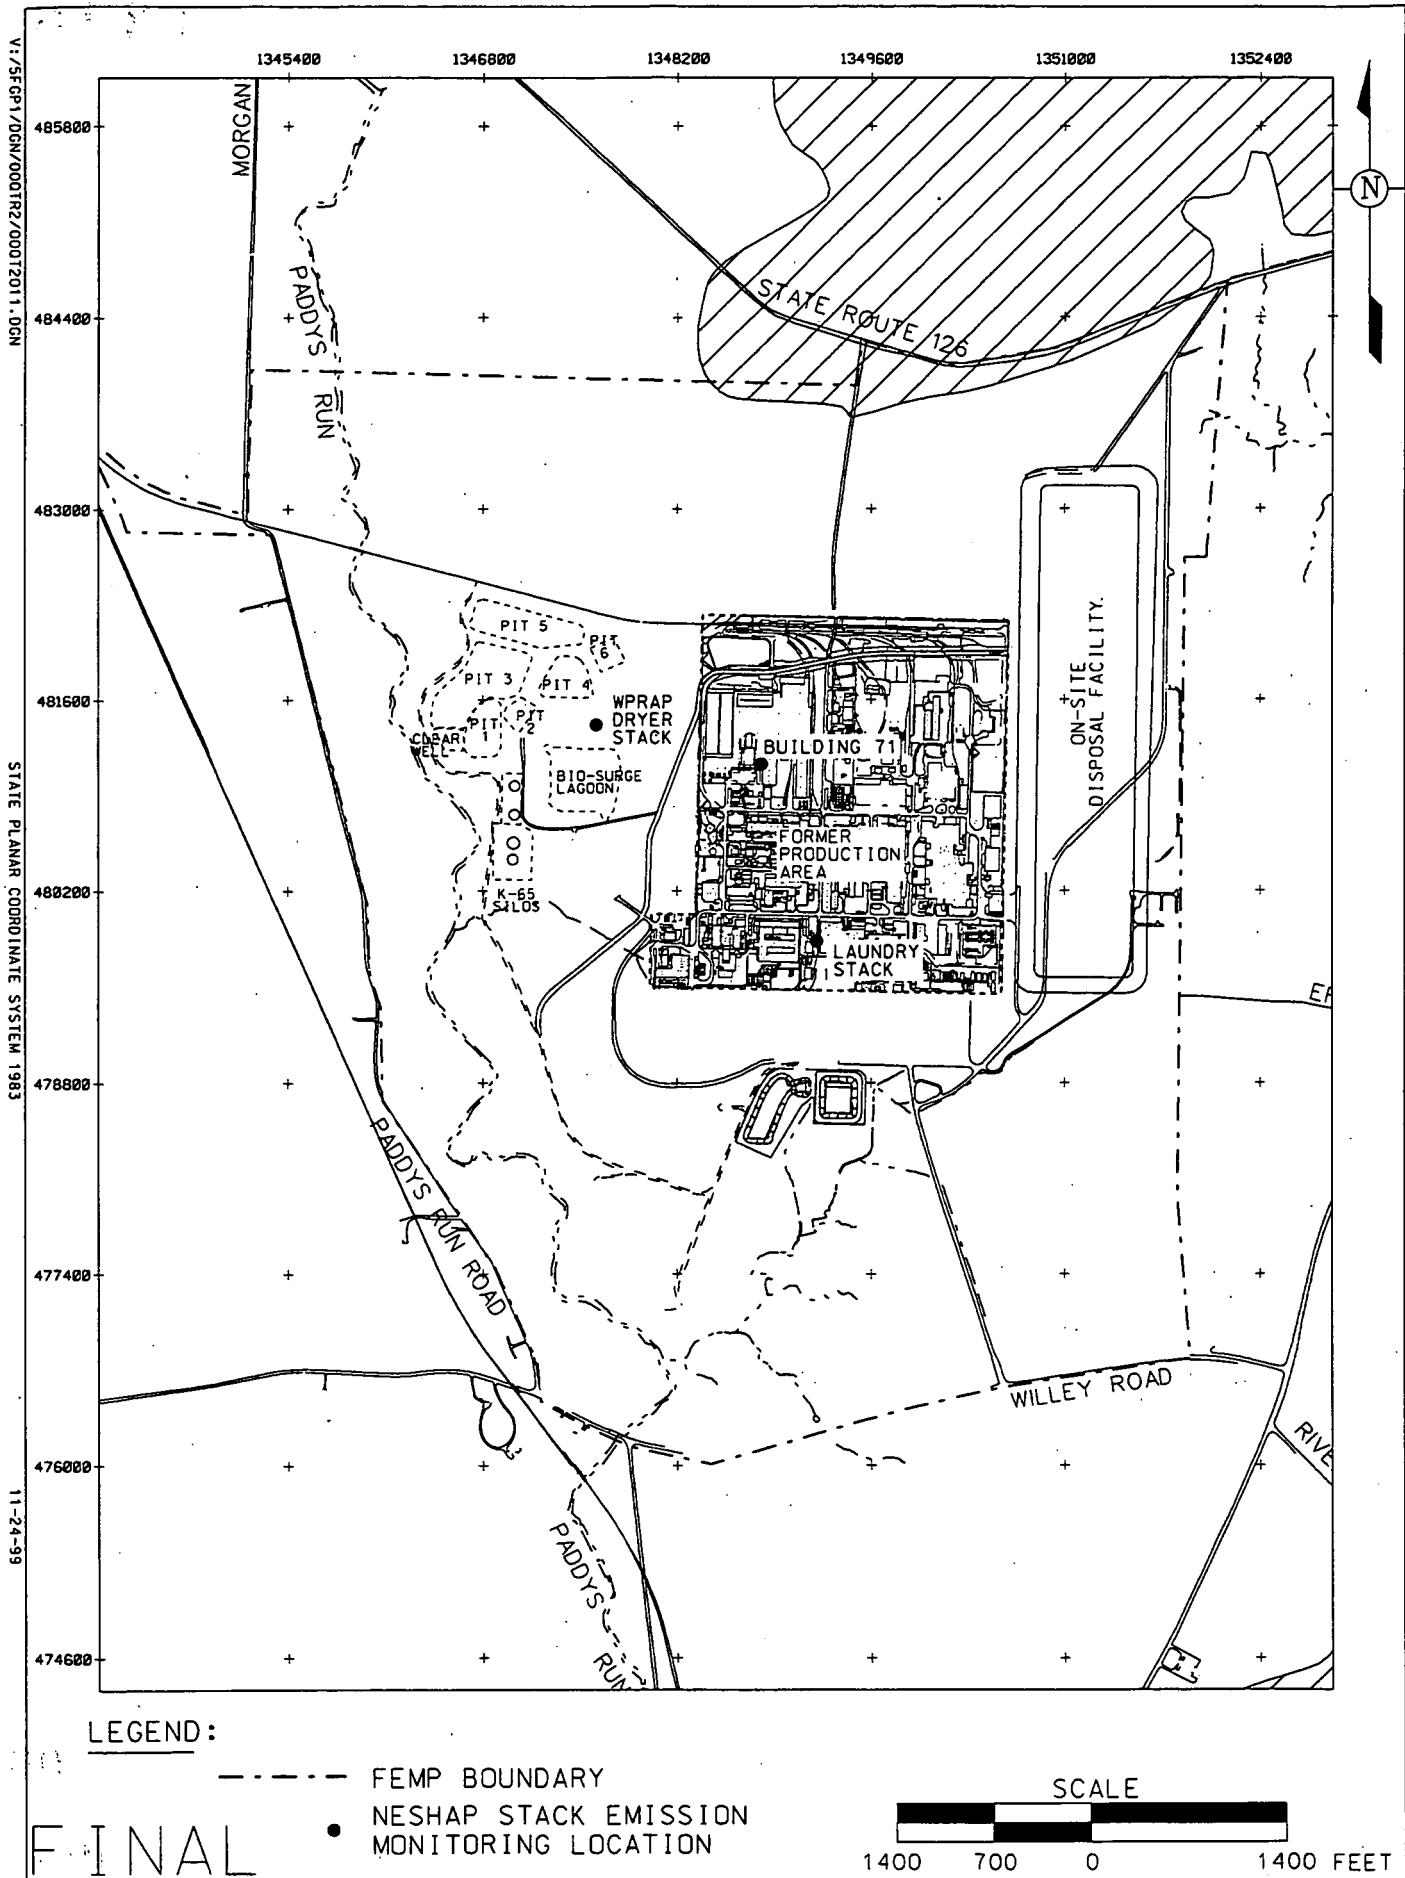 1345400 1346800 1348200 1349600 1351000 1352400
485800
484400
483000
481600
480200
478800
477400
476000
474600
V:/5FGP1/DGN/OOQTR2/OOQT2011.DGN
STATE PLANAR COORDINATE SYSTEM 1983
11-24-99
N
MORGAN
PADDYS
RUN
STATE ROUTE 126
PIT 5
PIT
6
PIT 3
PIT 4
PIT
1
PIT
2
CLEAR
WELL
WPRAP
DRYER
STACK
BIO-SURGE
LAGOON
K-65
SILOS
BUILDING 71
FORMER
PRODUCTION
AREA
LAUNDRY
STACK
ON-SITE
DISPOSAL FACILITY.
PADDYS RUN ROAD
WILLEY ROAD
RIVE
PADDYS
RUN
LEGEND:
FEMP BOUNDARY
NESHAP STACK EMISSION
MONITORING LOCATION
FINAL
SCALE
1400 700 0 1400 FEET